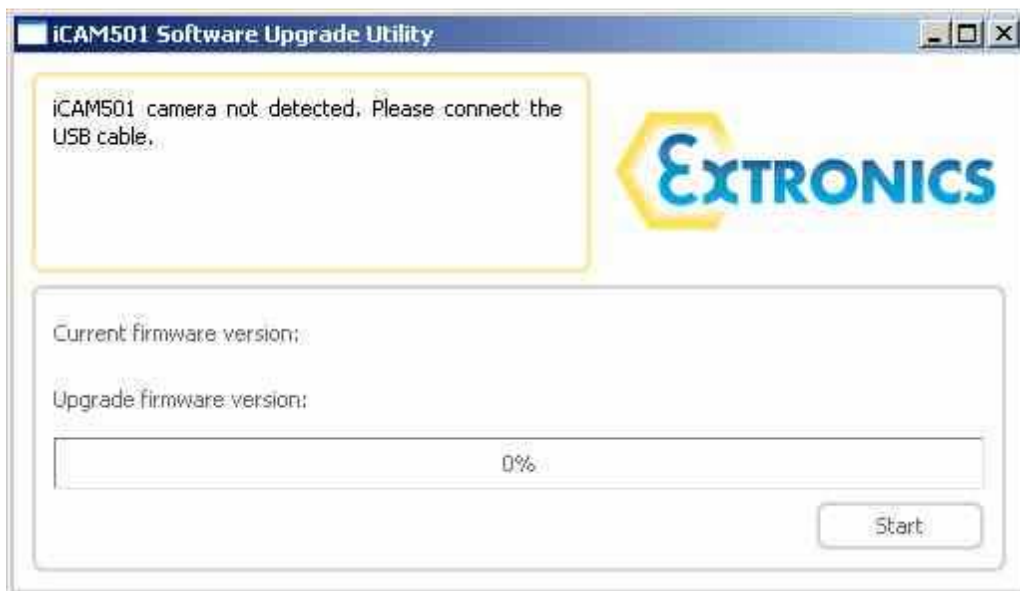 iCAM501 Software Upgrade Utility
iCAM501 camera not detected. Please connect the
USB cable.
EXTRONICS
Current firmware version:
Upgrade firmware version:
0%
Start